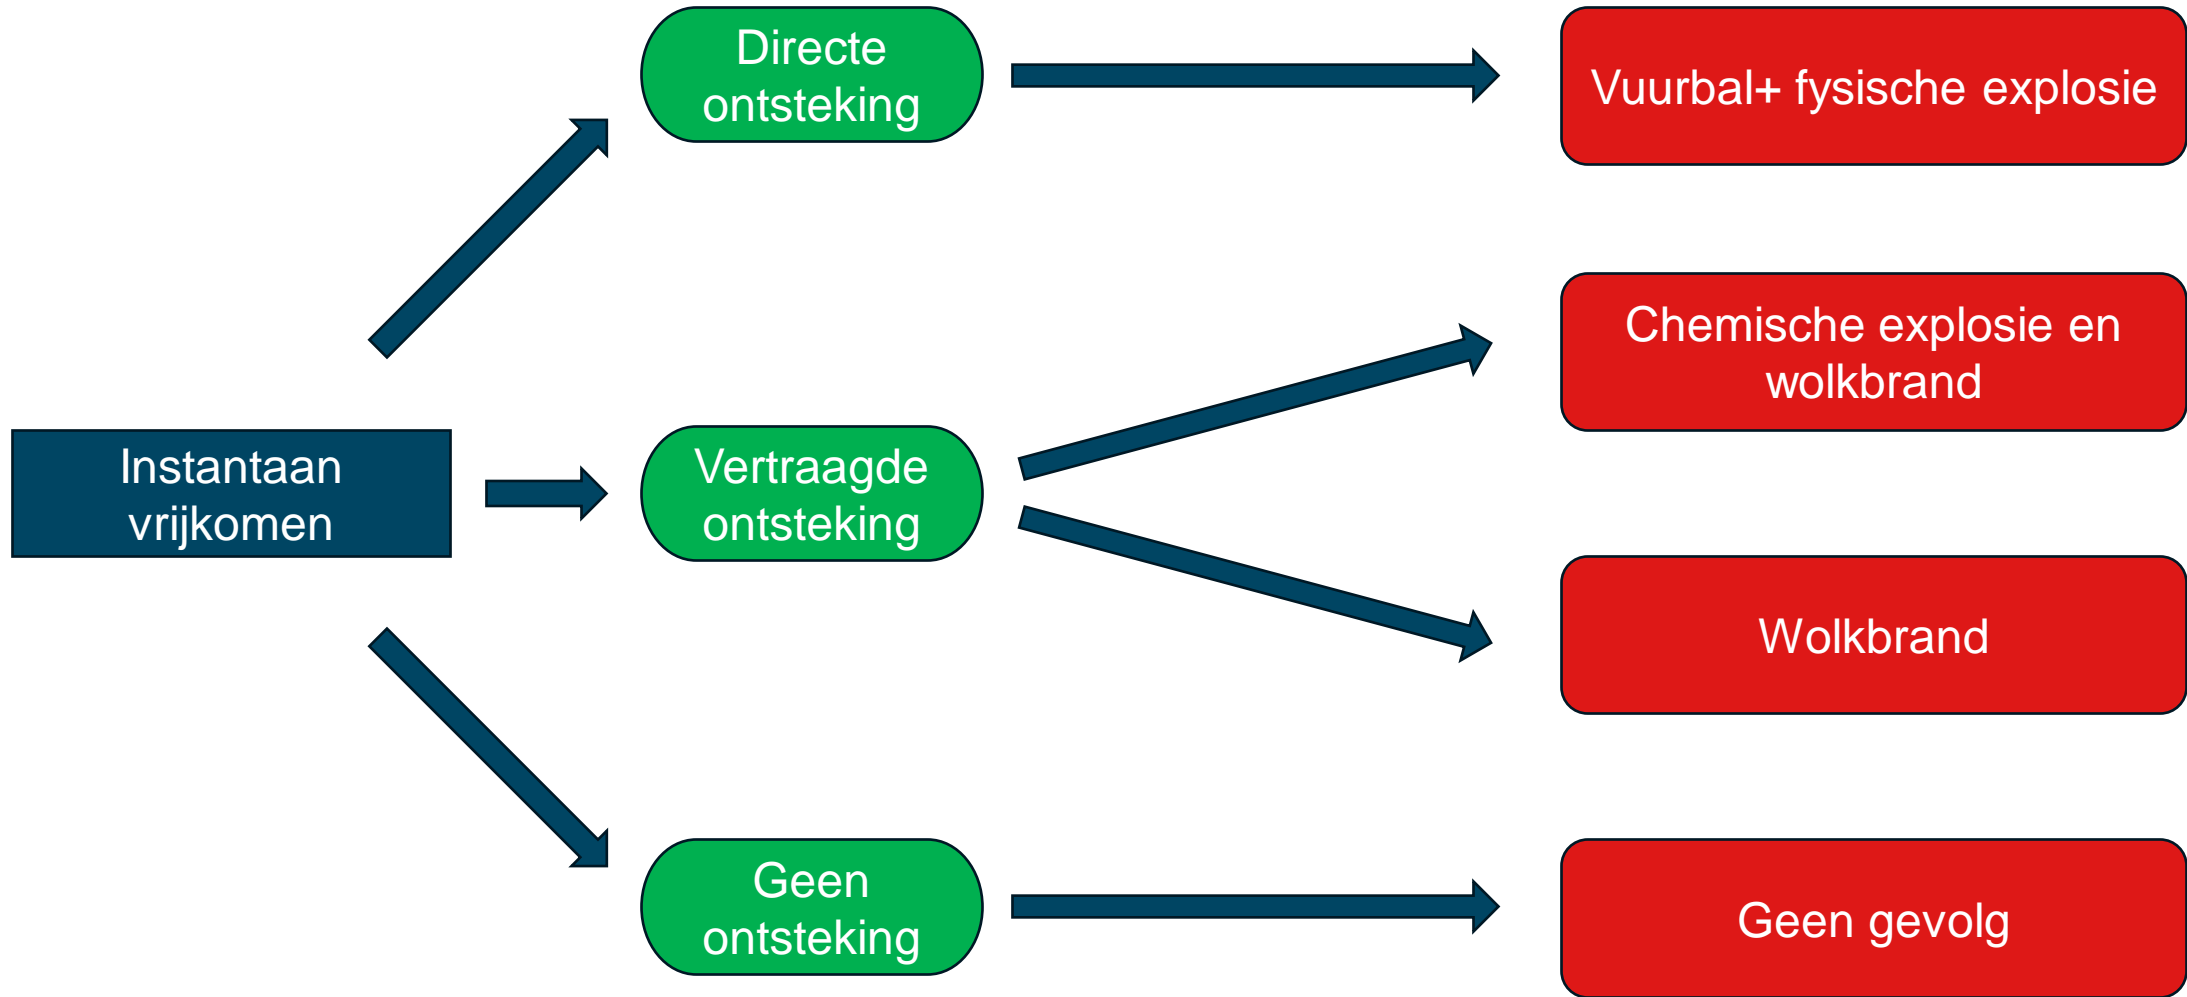 Directe
ontsteking
Vuurbal+ fysische explosie
Chemische explosie en
wolkbrand
Instantaan
vrijkomen
Vertraagde
ontsteking
Wolkbrand
Geen
ontsteking
Geen gevolg